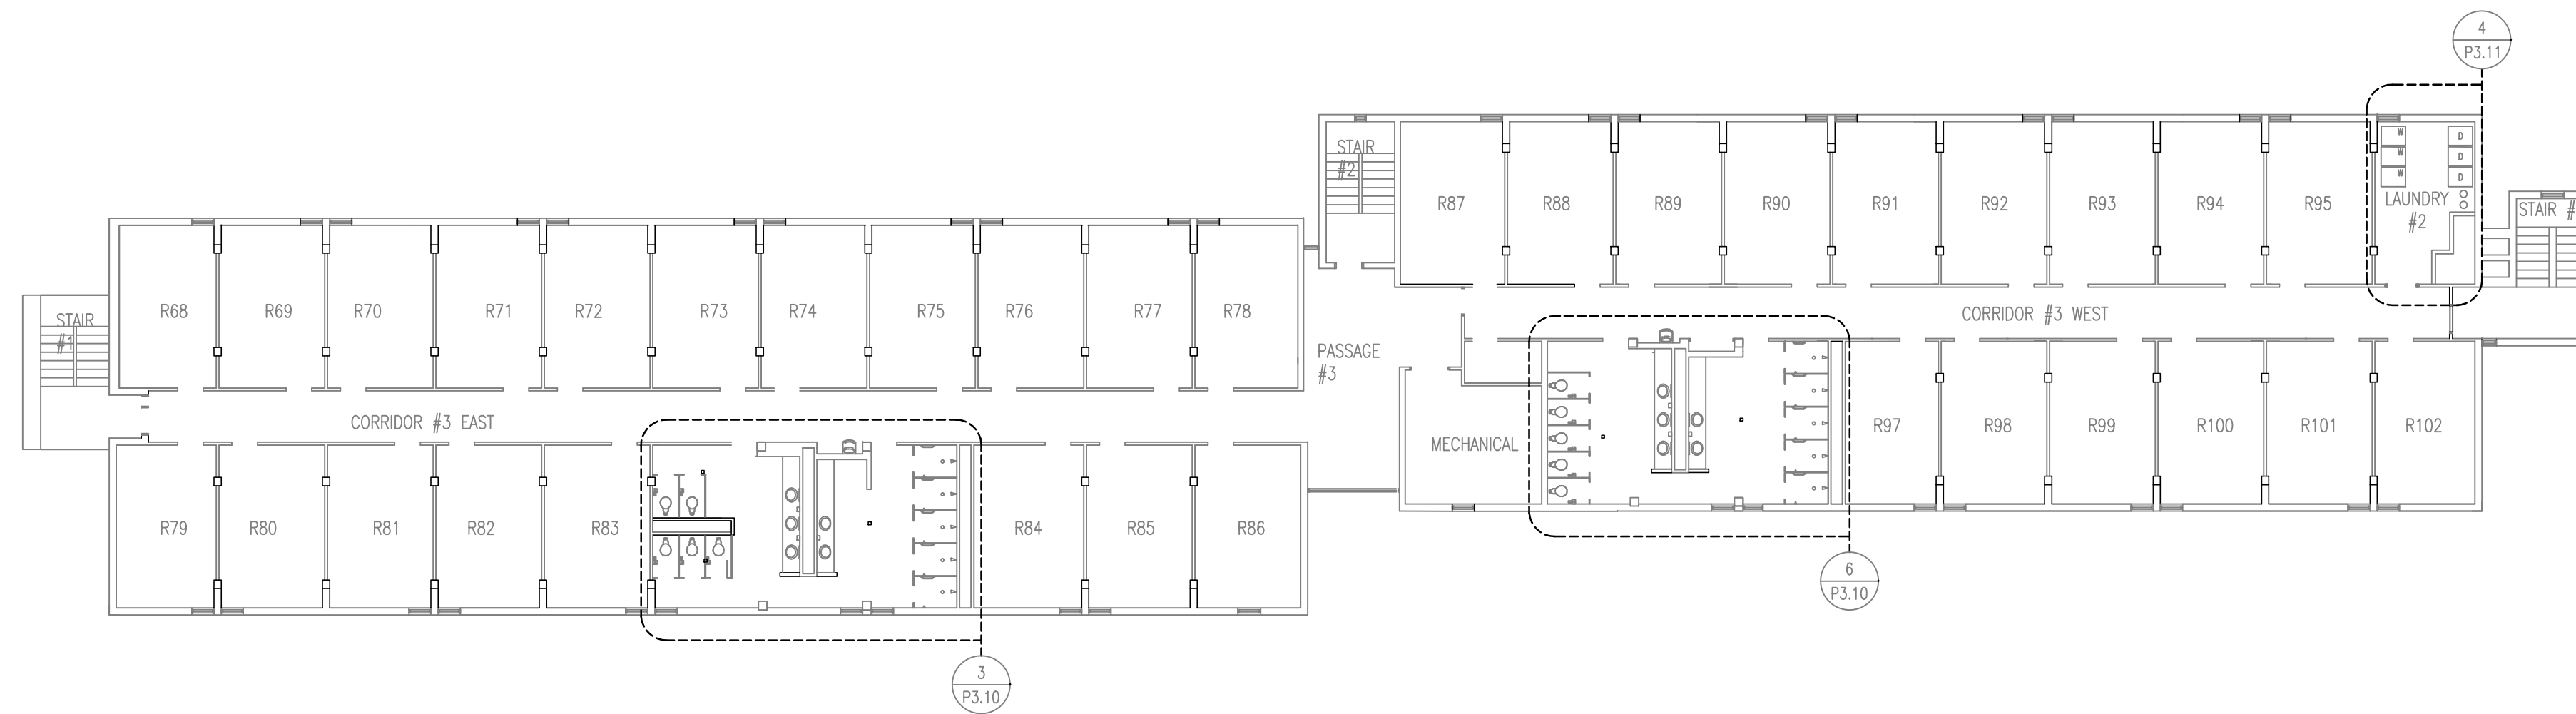 4
P3.11
STAIR
#2
R87
R88
R89
R90
R91
R92
R93
R94
R95
W
W
W
D
D
D
LAUNDRY
#2
STAIR #
R68
R69
R70
R71
R72
R73
R74
R75
R76
R77
R78
STAIR
#1
CORRIDOR #3 WEST
PASSAGE
#3
CORRIDOR #3 EAST
MECHANICAL
R97
R98
R99
R100
R101
R102
R79
R80
R81
R82
R83
R84
R85
R86
6
P3.10
3
P3.10